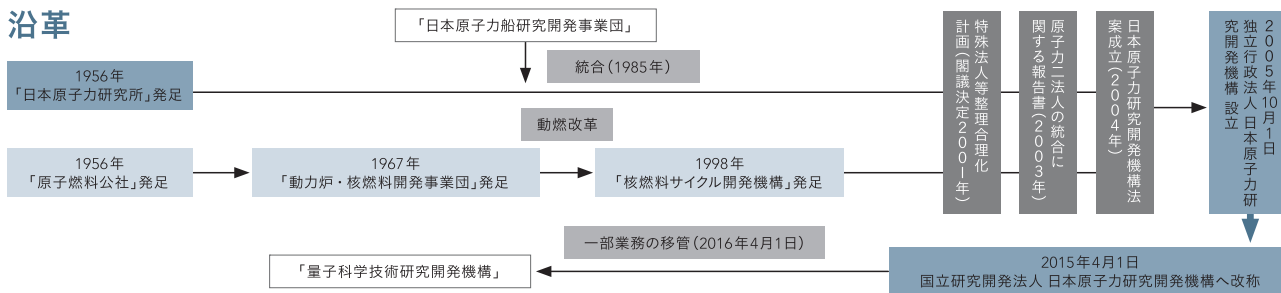 沿革
「日本原子力船研究開発事業団」
統合（1985年）
1956年
「日本原子力研究所」発足
動燃改革
1956年
「原子燃料公社」発足
1967年
「動力炉・核燃料開発事業団」発足
1998年
「核燃料サイクル開発機構」発足
特殊法人等整理合理化
計画（閣議決定2001年）
原子力二法人の統合に
関する報告書（2003年）
日本原子力研究開発機構法
案成立（2004年）
2005年10月1日
独立行政法人 日本原子力研
究開発機構 設立
一部業務の移管（2016年4月1日）
「量子科学技術研究開発機構」
2015年4月1日
国立研究開発法人 日本原子力研究開発機構へ改称